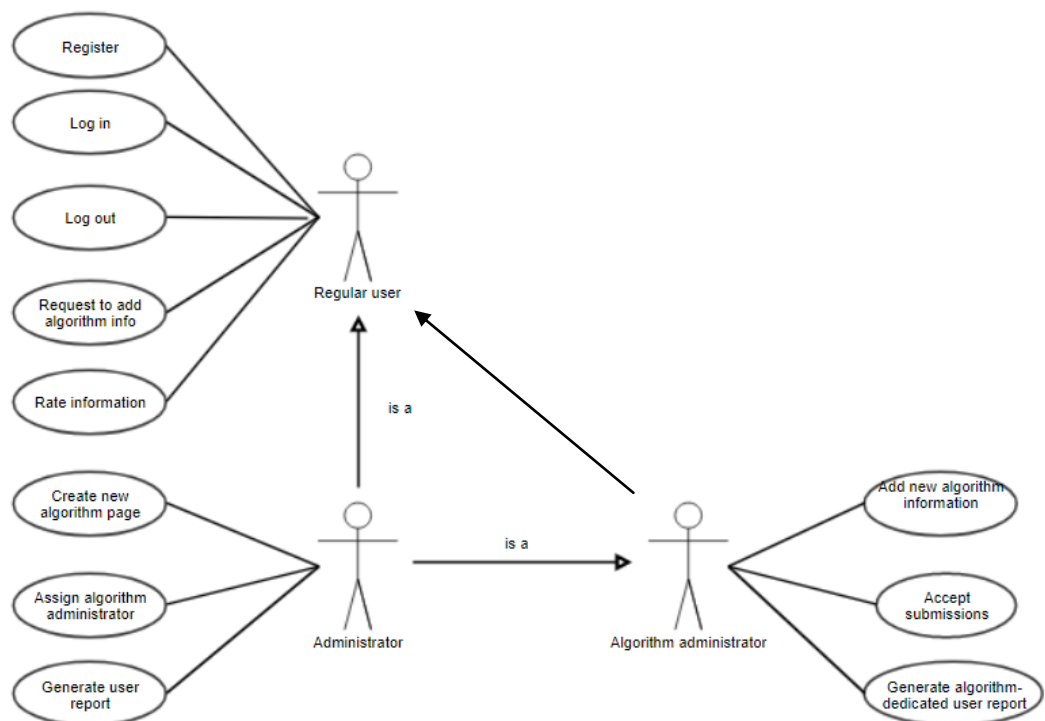 Register
Log in
Log out
Request to add
algorithm info
Rate information
Regular user
is a
Create new
algorithm page
Assign algorithm
administrator
Generate user
report
Administrator
is a
Algorithm administrator
Add new algorithm
information
Accept
submissions
Generate algorithm-
dedicated user report